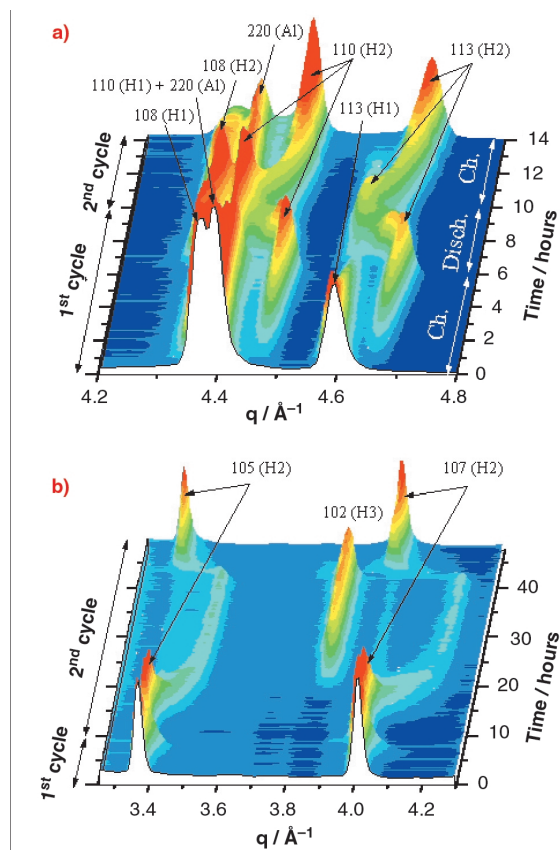 a)
220 (Al)
108 (H2)
110 (H2)
113 (H2)
110 (H1) + 220 (Al)
108 (H1)
113 (H1)
14
12
10
8
6
4
2
0
Time / hours
Ch.
Disch.
Ch.
2nd cycle
1st cycle
4.2
4.4
4.6
4.8
q / Å⁻¹
b)
105 (H2)
107 (H2)
102 (H3)
40
30
20
10
0
Time / hours
2nd cycle
1st cycle
3.4
3.6
3.8
4.0
4.2
q / Å⁻¹